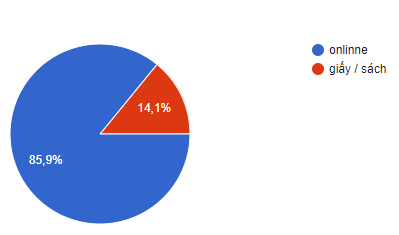 onlinne
giấy / sách
14,1%
85,9%